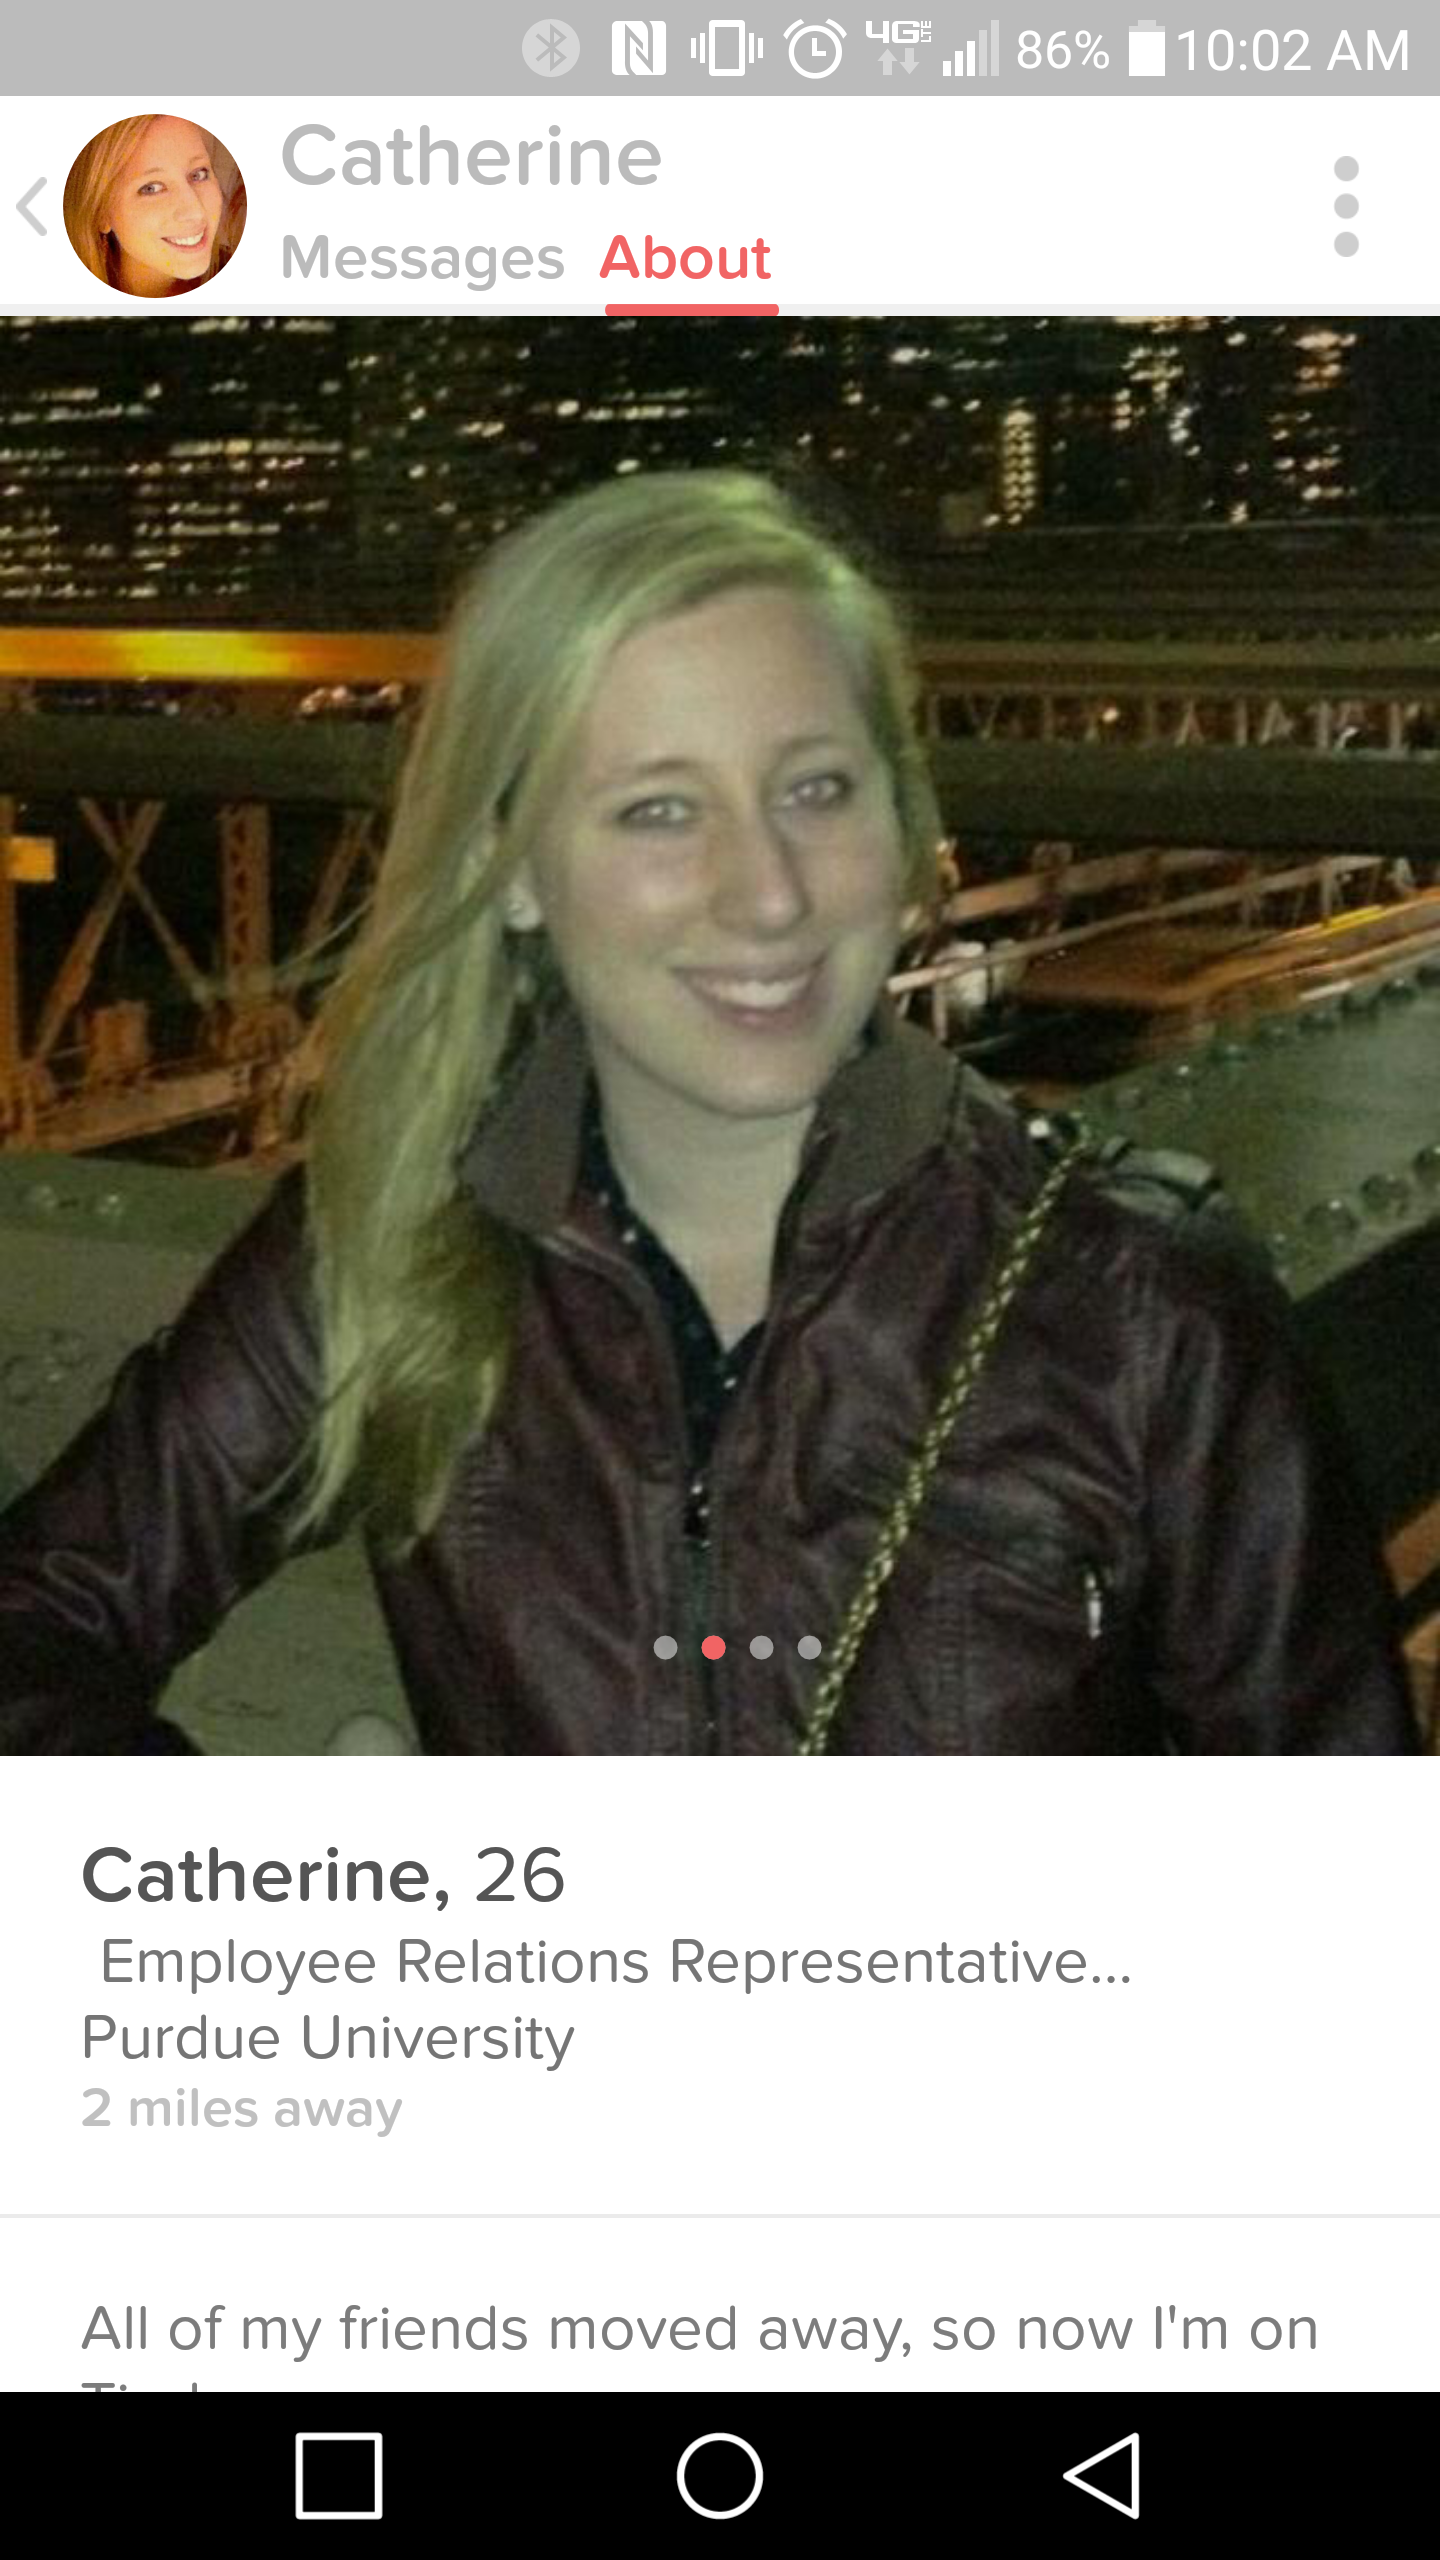 4G LTE 86% 10:02 AM
Catherine
Messages About
Catherine, 26
Employee Relations Representative...
Purdue University
2 miles away
All of my friends moved away, so now I'm on